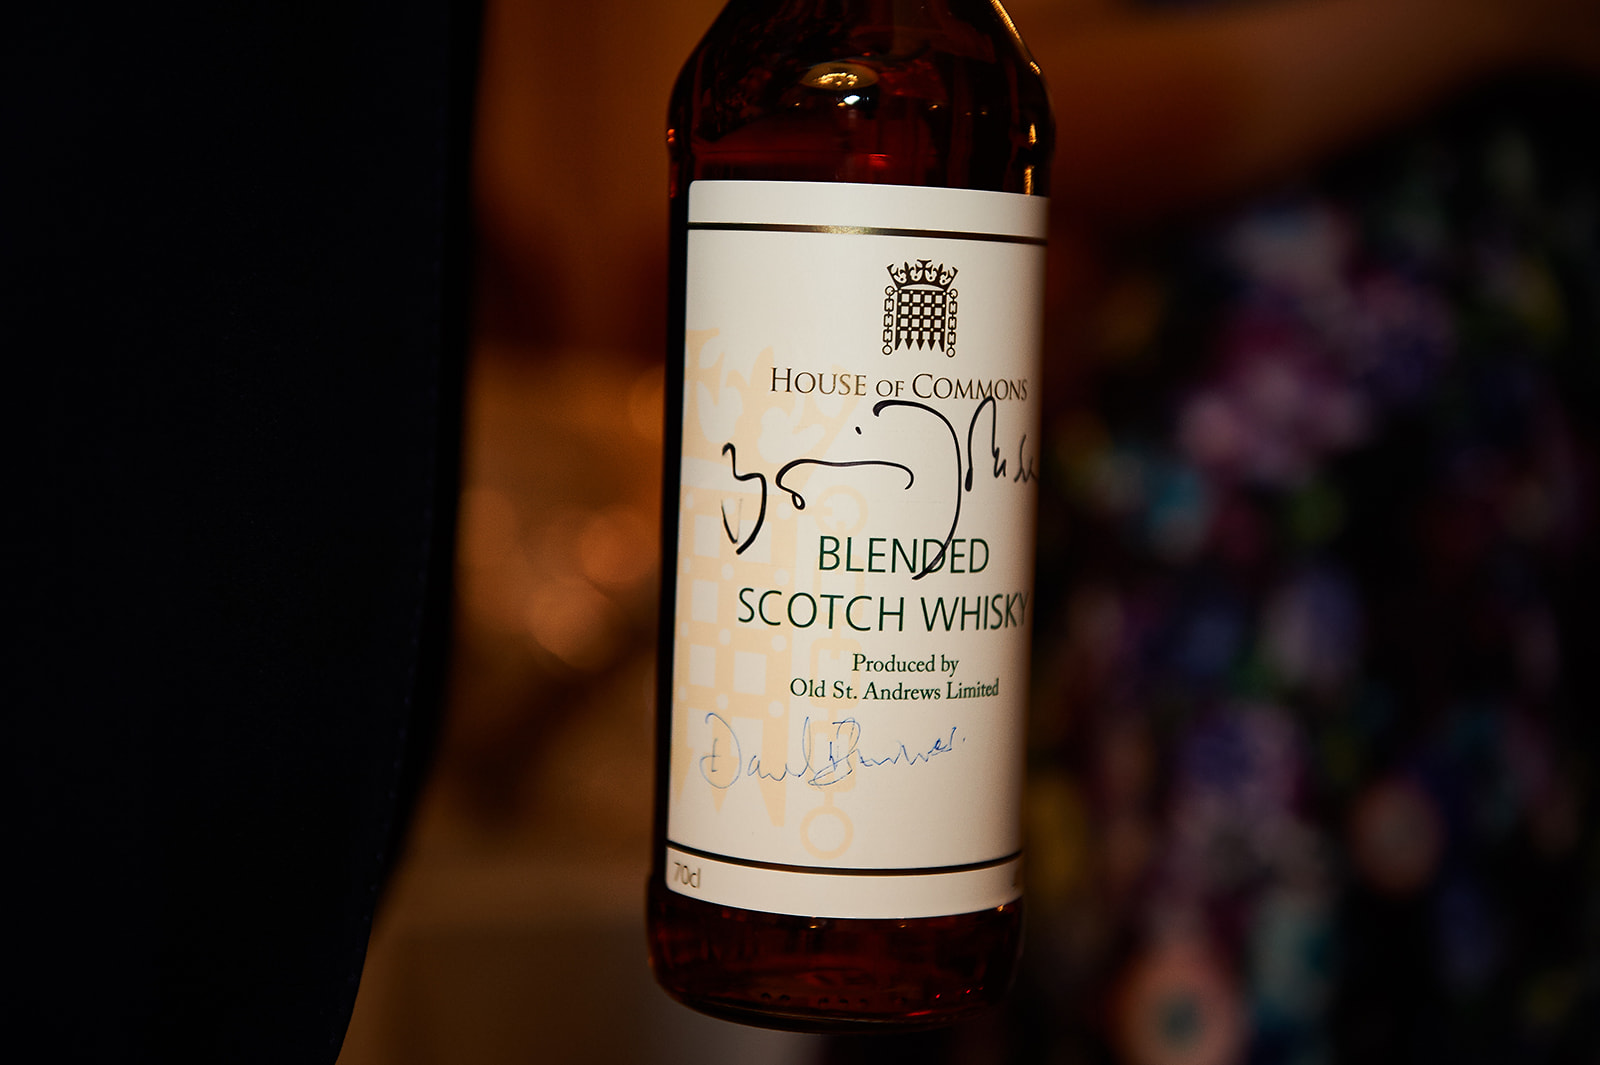 HOUSE OF COMMONS
BLENDED
SCOTCH WHISKY
Produced by
Old St. Andrews Limited
70cl